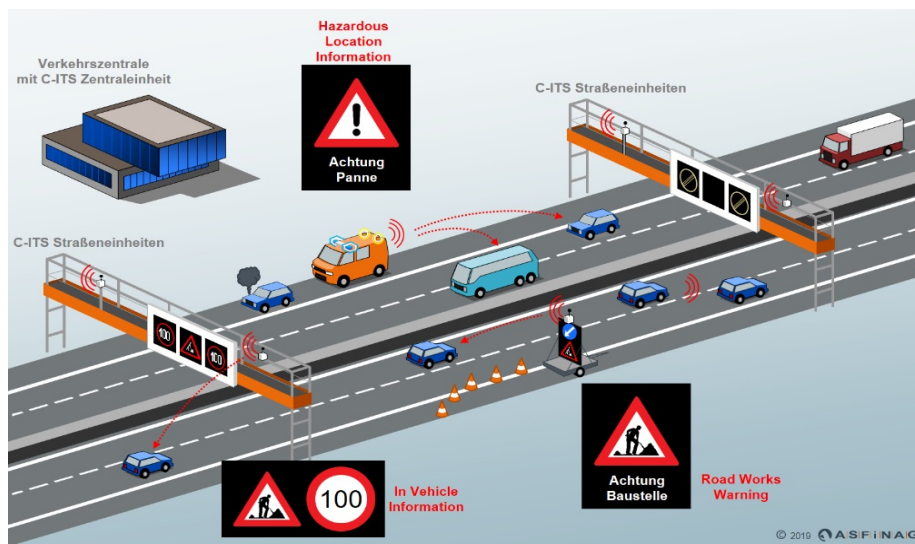 Hazardous
Location
Information
Verkehrszentrale
mit C-ITS Zentraleinheit
Achtung
Panne
C-ITS Straßeneinheiten
C-ITS Straßeneinheiten
100
100
100
In Vehicle
Information
Achtung
Baustelle
Road Works
Warning
© 2019 ASFiNAG